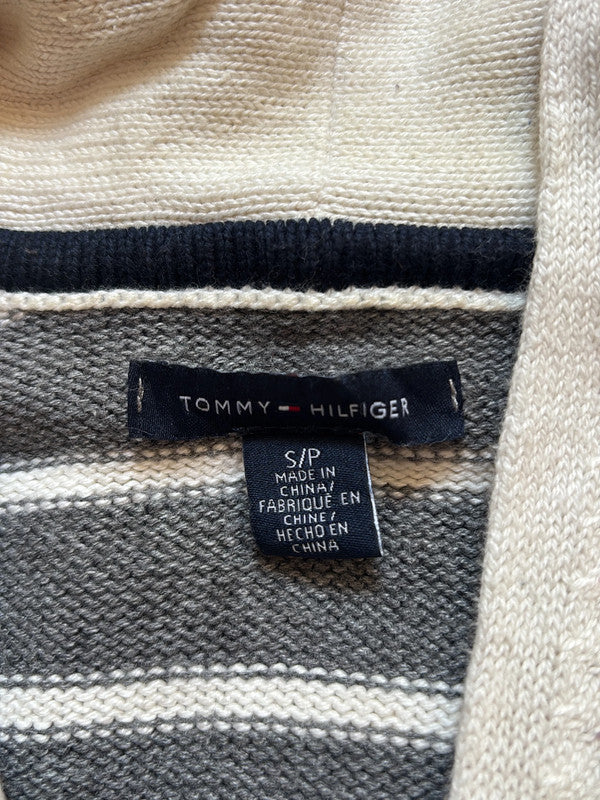 TOMMY HILFIGER
S/P
MADE IN
CHINA/
FABRIQUÉ EN
CHINE/
HECHO EN
CHINA